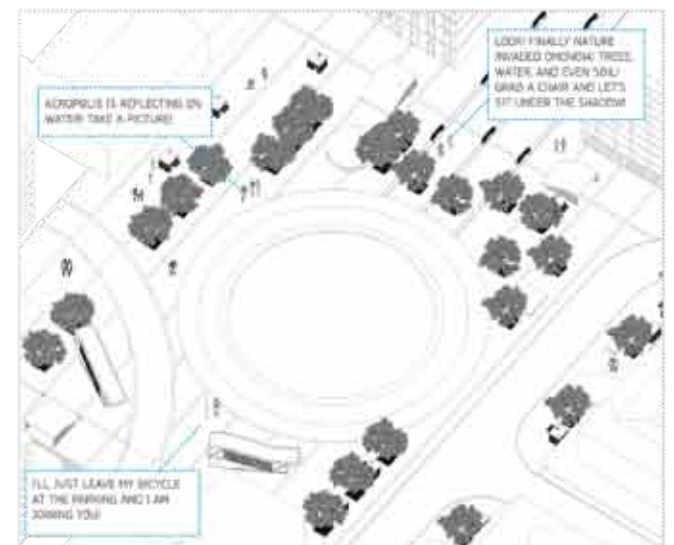 LOOK! FINALLY NATURE
INVADED OMONOIA! TREES,
WATER, AND EVEN SOIL!
GRAB A CHAIR AND LET'S
SIT UNDER THE SHADOW!
ACROPOLIS IS REFLECTING ON
WATER! TAKE A PICTURE!
I'LL JUST LEAVE MY BICYCLE
AT THE PARKING AND I AM
JOINING YOU!